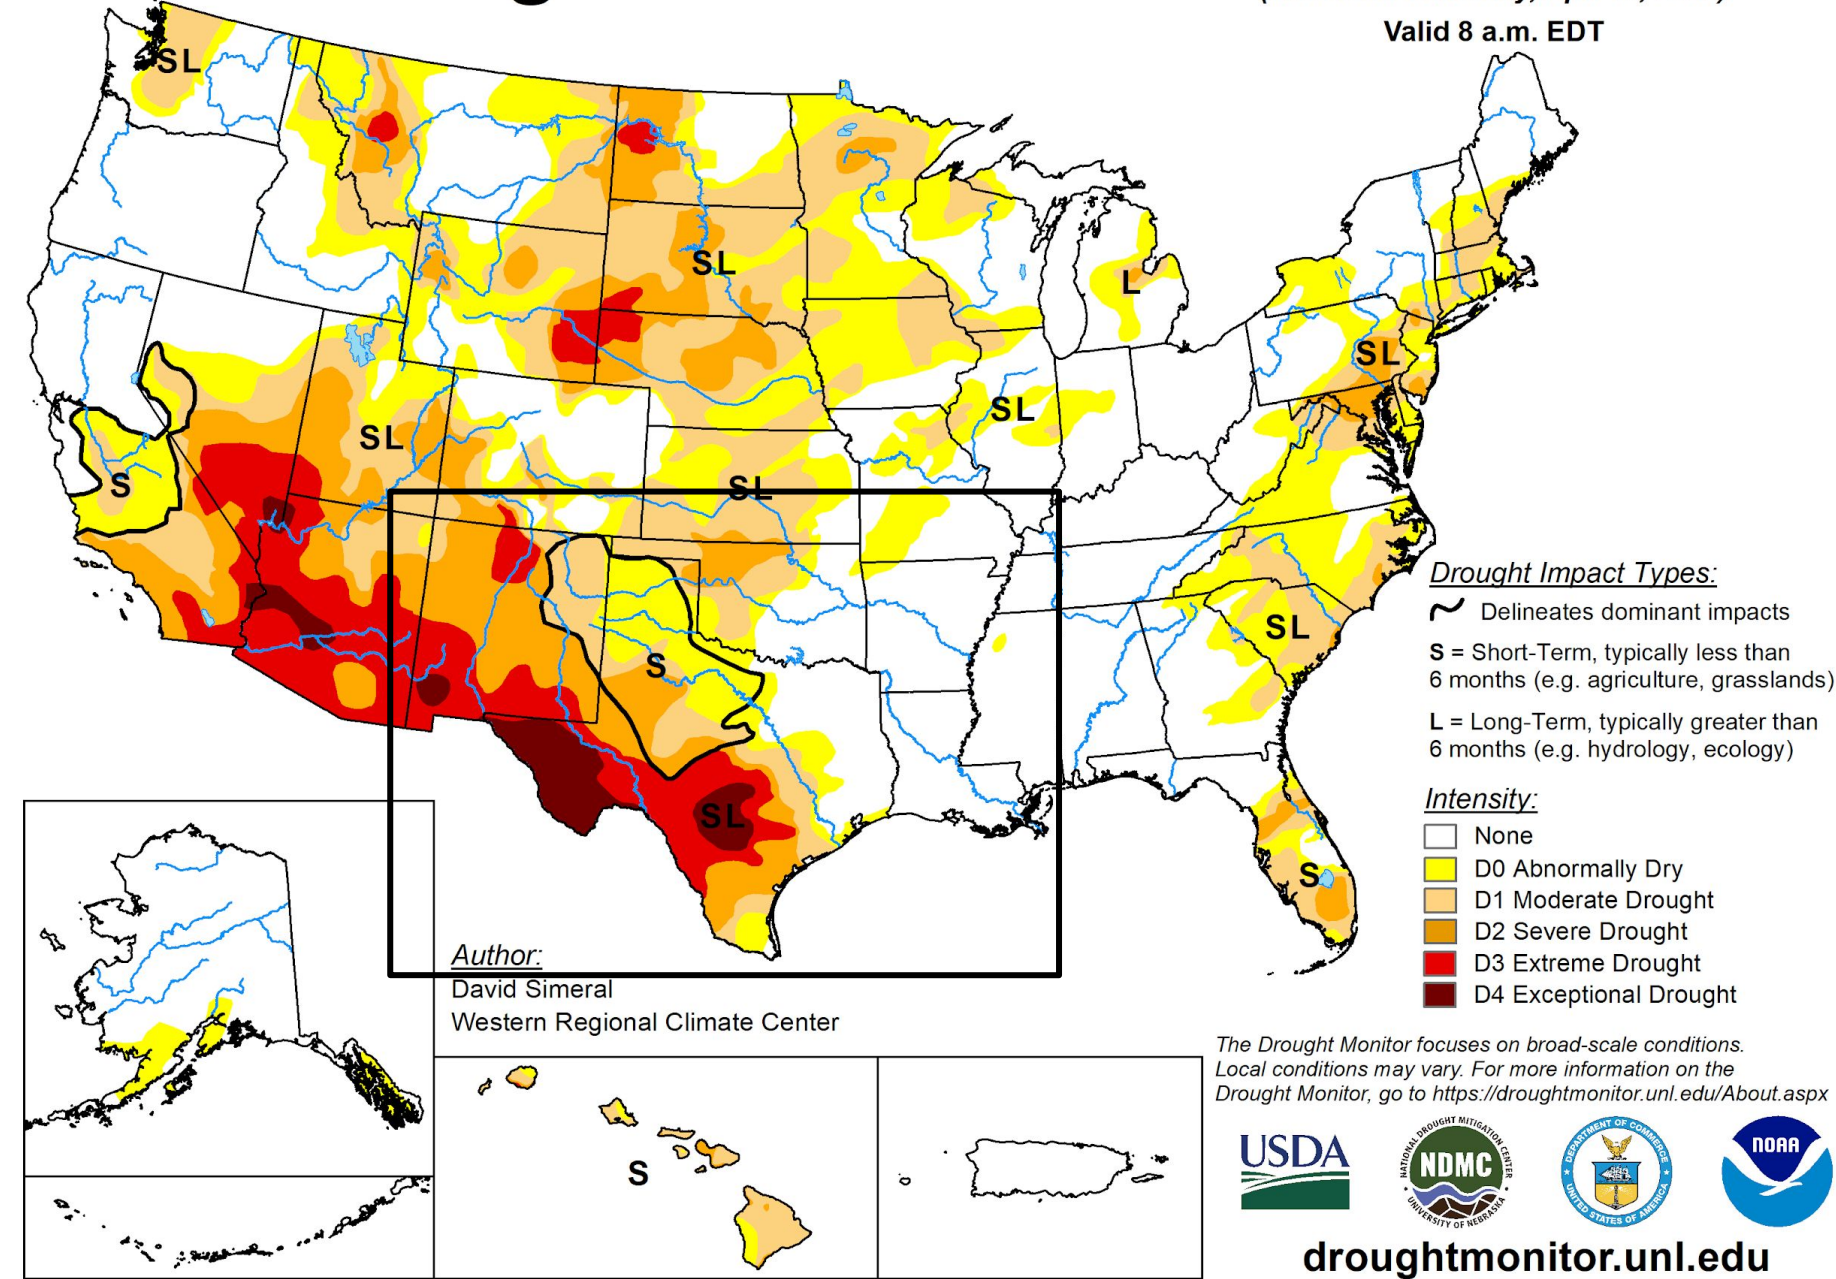 Valid 8 a.m. EDT
SL
SL
L
SL
SL
SL
S
SL
SL
S
SL
SL
S
Drought Impact Types:
Delineates dominant impacts
S = Short-Term, typically less than
6 months (e.g. agriculture, grasslands)
L = Long-Term, typically greater than
6 months (e.g. hydrology, ecology)
Intensity:
None
D0 Abnormally Dry
D1 Moderate Drought
D2 Severe Drought
D3 Extreme Drought
D4 Exceptional Drought
Author:
David Simeral
Western Regional Climate Center
The Drought Monitor focuses on broad-scale conditions.
Local conditions may vary. For more information on the
Drought Monitor, go to https://droughtmonitor.unl.edu/About.aspx
S
USDA
NATIONAL DROUGHT MITIGATION CENTER
NDMC
UNIVERSITY OF NEBRASKA
DEPARTMENT OF COMMERCE
UNITED STATES OF AMERICA
NOAA
droughtmonitor.unl.edu